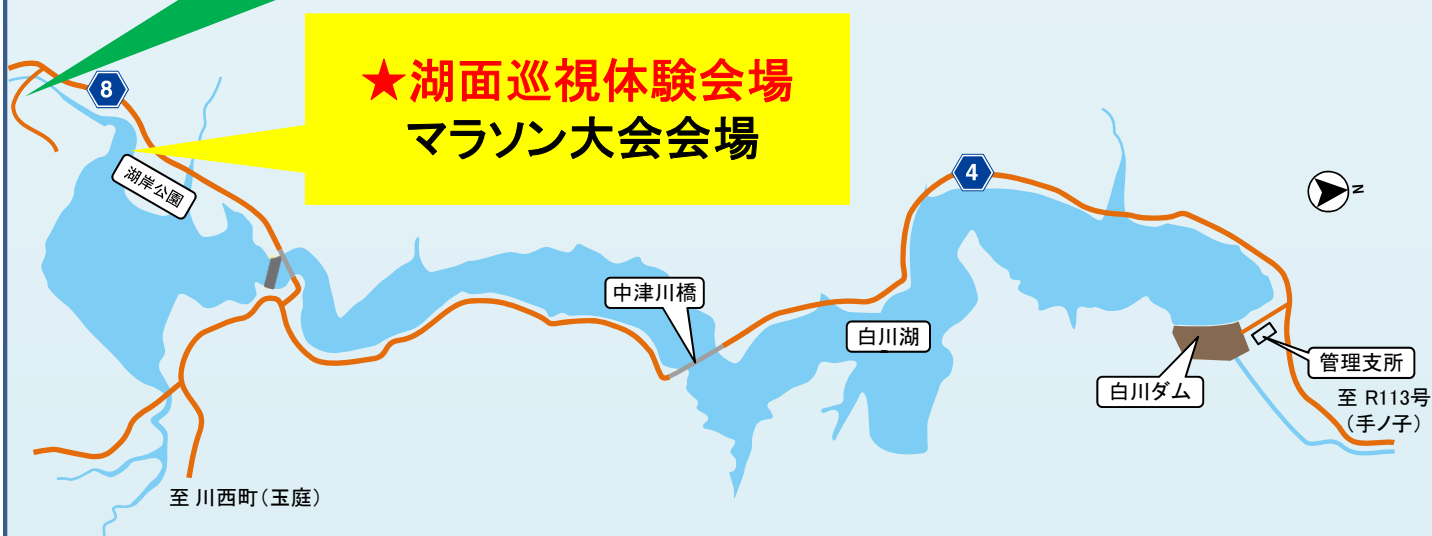 ★湖面巡視体験会場
マラソン大会会場
8
湖岸公園
4
N
中津川橋
白川湖
白川ダム
管理支所
至 R113号
（手ノ子）
至 川西町（玉庭）